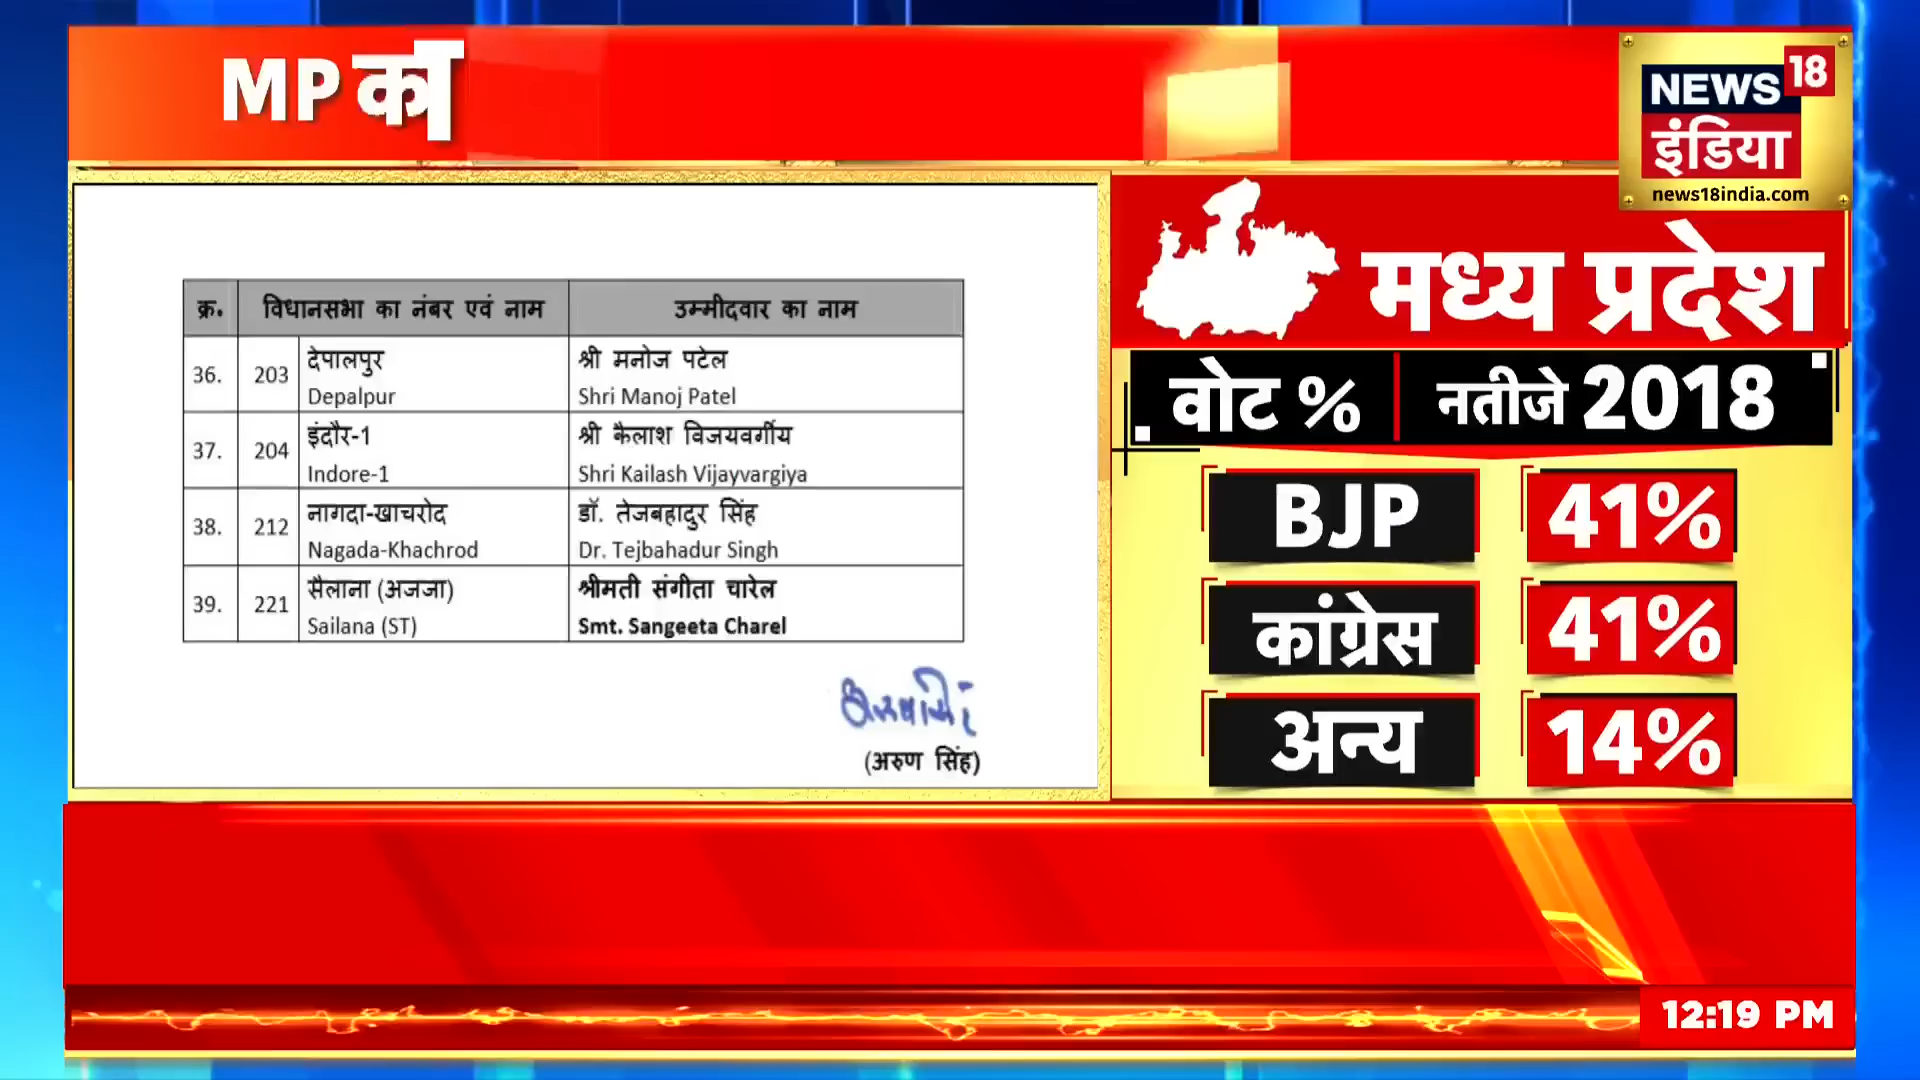 MP का
NEWS 18
इंडिया
news18india.com
क्र. विधानसभा का नंबर एवं नाम उम्मीदवार का नाम
36. 203 देपालपुर श्री मनोज पटेल
Depalpur Shri Manoj Patel
37. 204 इंदौर-1 श्री कैलाश विजयवर्गीय
Indore-1 Shri Kailash Vijayvargiya
38. 212 नागदा-खाचरोद डॉ. तेजबहादुर सिंह
Nagada-Khachrod Dr. Tejbahadur Singh
39. 221 सैलाना (अजजा) श्रीमती संगीता चारेल
Sailana (ST) Smt. Sangeeta Charel
(अरुण सिंह)
मध्य प्रदेश
वोट % नतीजे 2018
BJP 41%
कांग्रेस 41%
अन्य 14%
12:19 PM